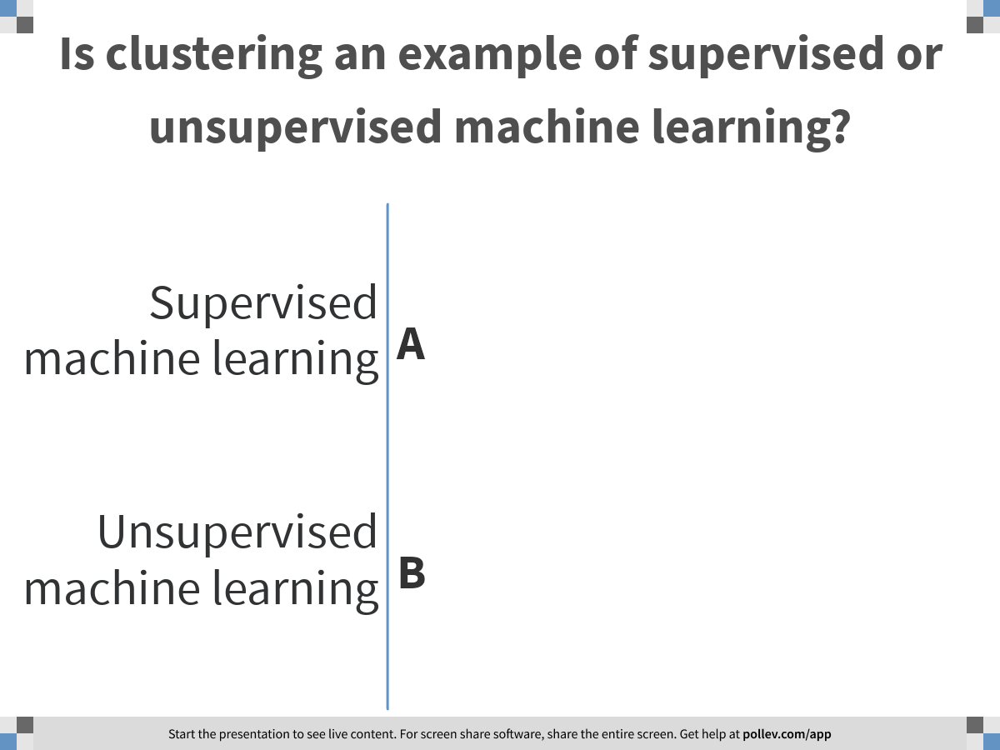 Is clustering an example of supervised or
unsupervised machine learning?
Supervised
machine learning
A
Unsupervised
machine learning
B
Start the presentation to see live content. For screen share software, share the entire screen. Get help at pollev.com/app